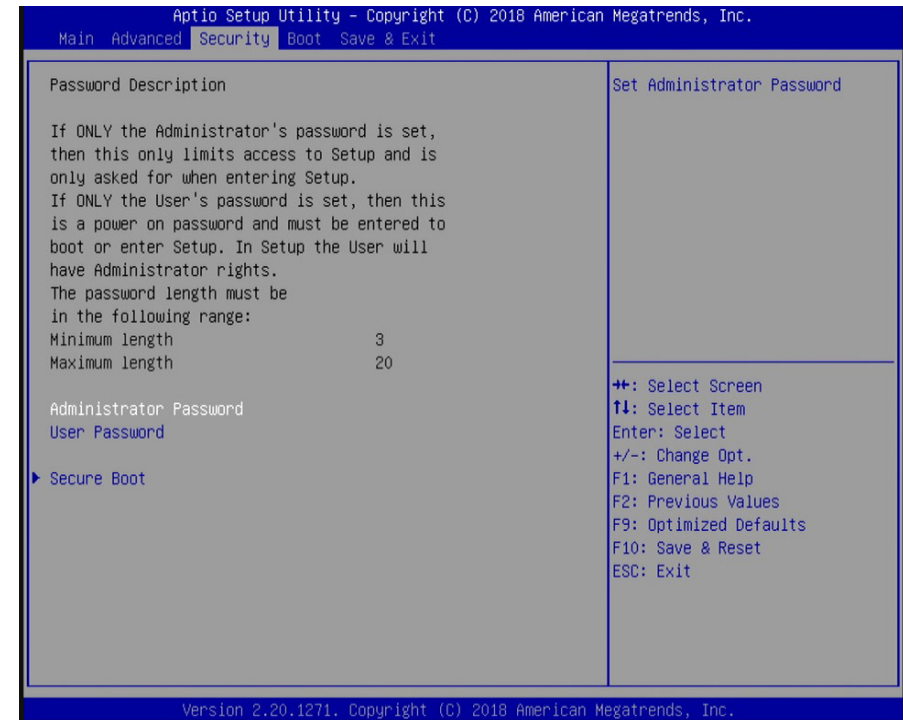 Aptio Setup Utility – Copyright (C) 2018 American Megatrends, Inc.
Main Advanced Security Boot Save & Exit
Password Description
If ONLY the Administrator's password is set,
then this only limits access to Setup and is
only asked for when entering Setup.
If ONLY the User's password is set, then this
is a power on password and must be entered to
boot or enter Setup. In Setup the User will
have Administrator rights.
The password length must be
in the following range:
Minimum length 3
Maximum length 20
Administrator Password
User Password
Secure Boot
Set Administrator Password
→←: Select Screen
↑↓: Select Item
Enter: Select
+/-: Change Opt.
F1: General Help
F2: Previous Values
F9: Optimized Defaults
F10: Save & Reset
ESC: Exit
Version 2.20.1271. Copyright (C) 2018 American Megatrends, Inc.